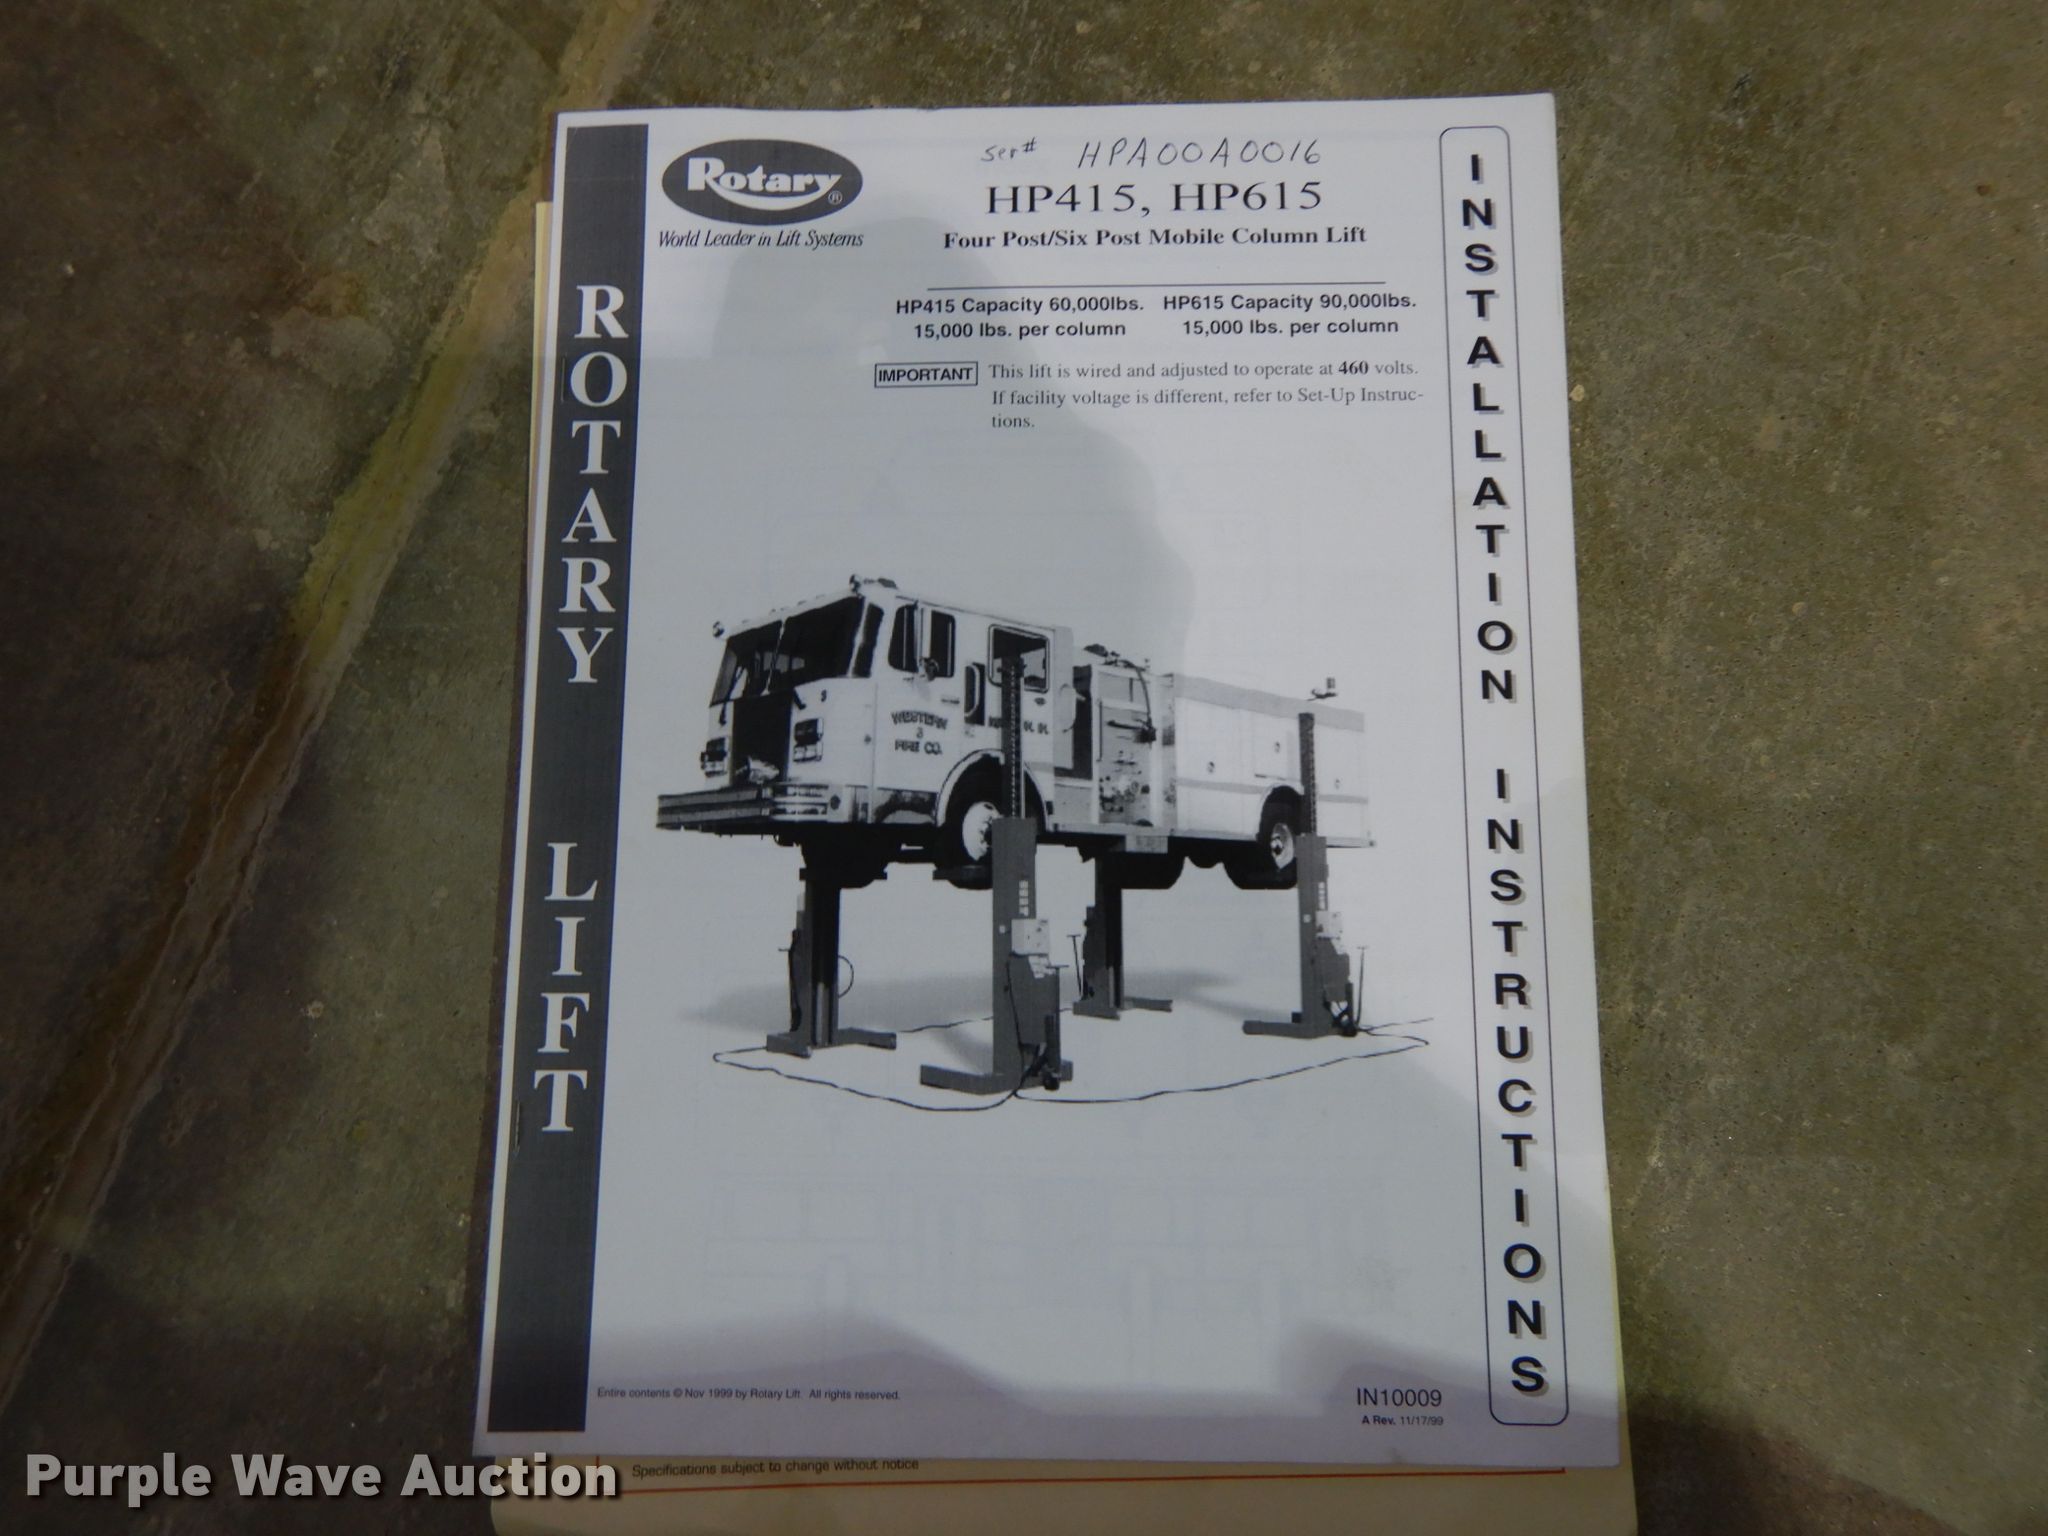 Rotary ®
World Leader in Lift Systems
ser# HPA00A0016
HP415, HP615
Four Post/Six Post Mobile Column Lift
HP415 Capacity 60,000lbs. HP615 Capacity 90,000lbs.
15,000 lbs. per column 15,000 lbs. per column
IMPORTANT This lift is wired and adjusted to operate at 460 volts.
If facility voltage is different, refer to Set-Up Instruc-
tions.
ROTARY LIFT
INSTALLATION INSTRUCTIONS
WESTERN
3
FIRE CO.
Entire contents © Nov 1999 by Rotary Lift. All rights reserved.
IN10009
A Rev. 11/17/99
Specifications subject to change without notice
Purple Wave Auction